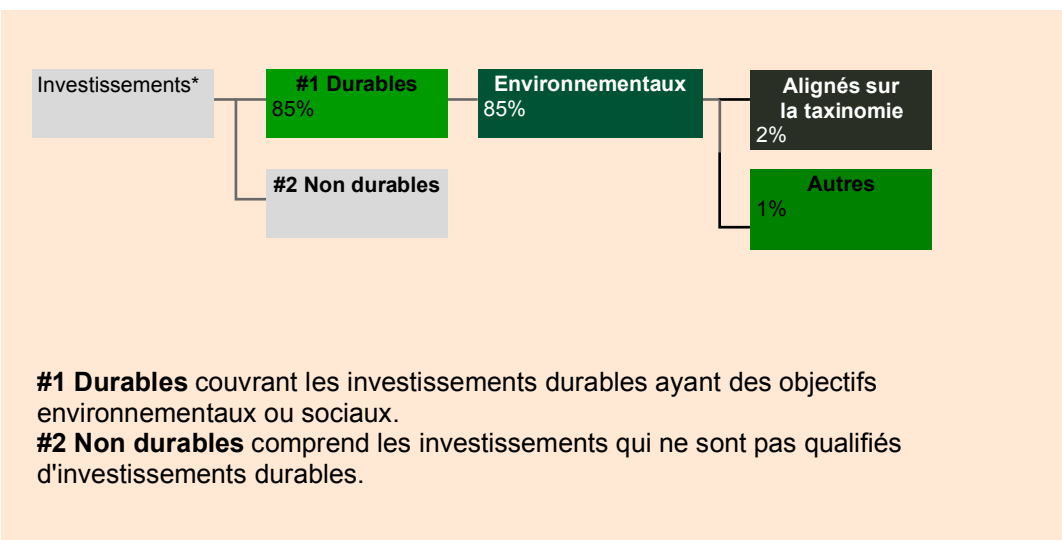 Investissements*
#1 Durables
85%
Environnementaux
85%
Alignés sur
la taxinomie
2%
#2 Non durables
Autres
1%
#1 Durables couvrant les investissements durables ayant des objectifs
environnementaux ou sociaux.
#2 Non durables comprend les investissements qui ne sont pas qualifiés
d'investissements durables.